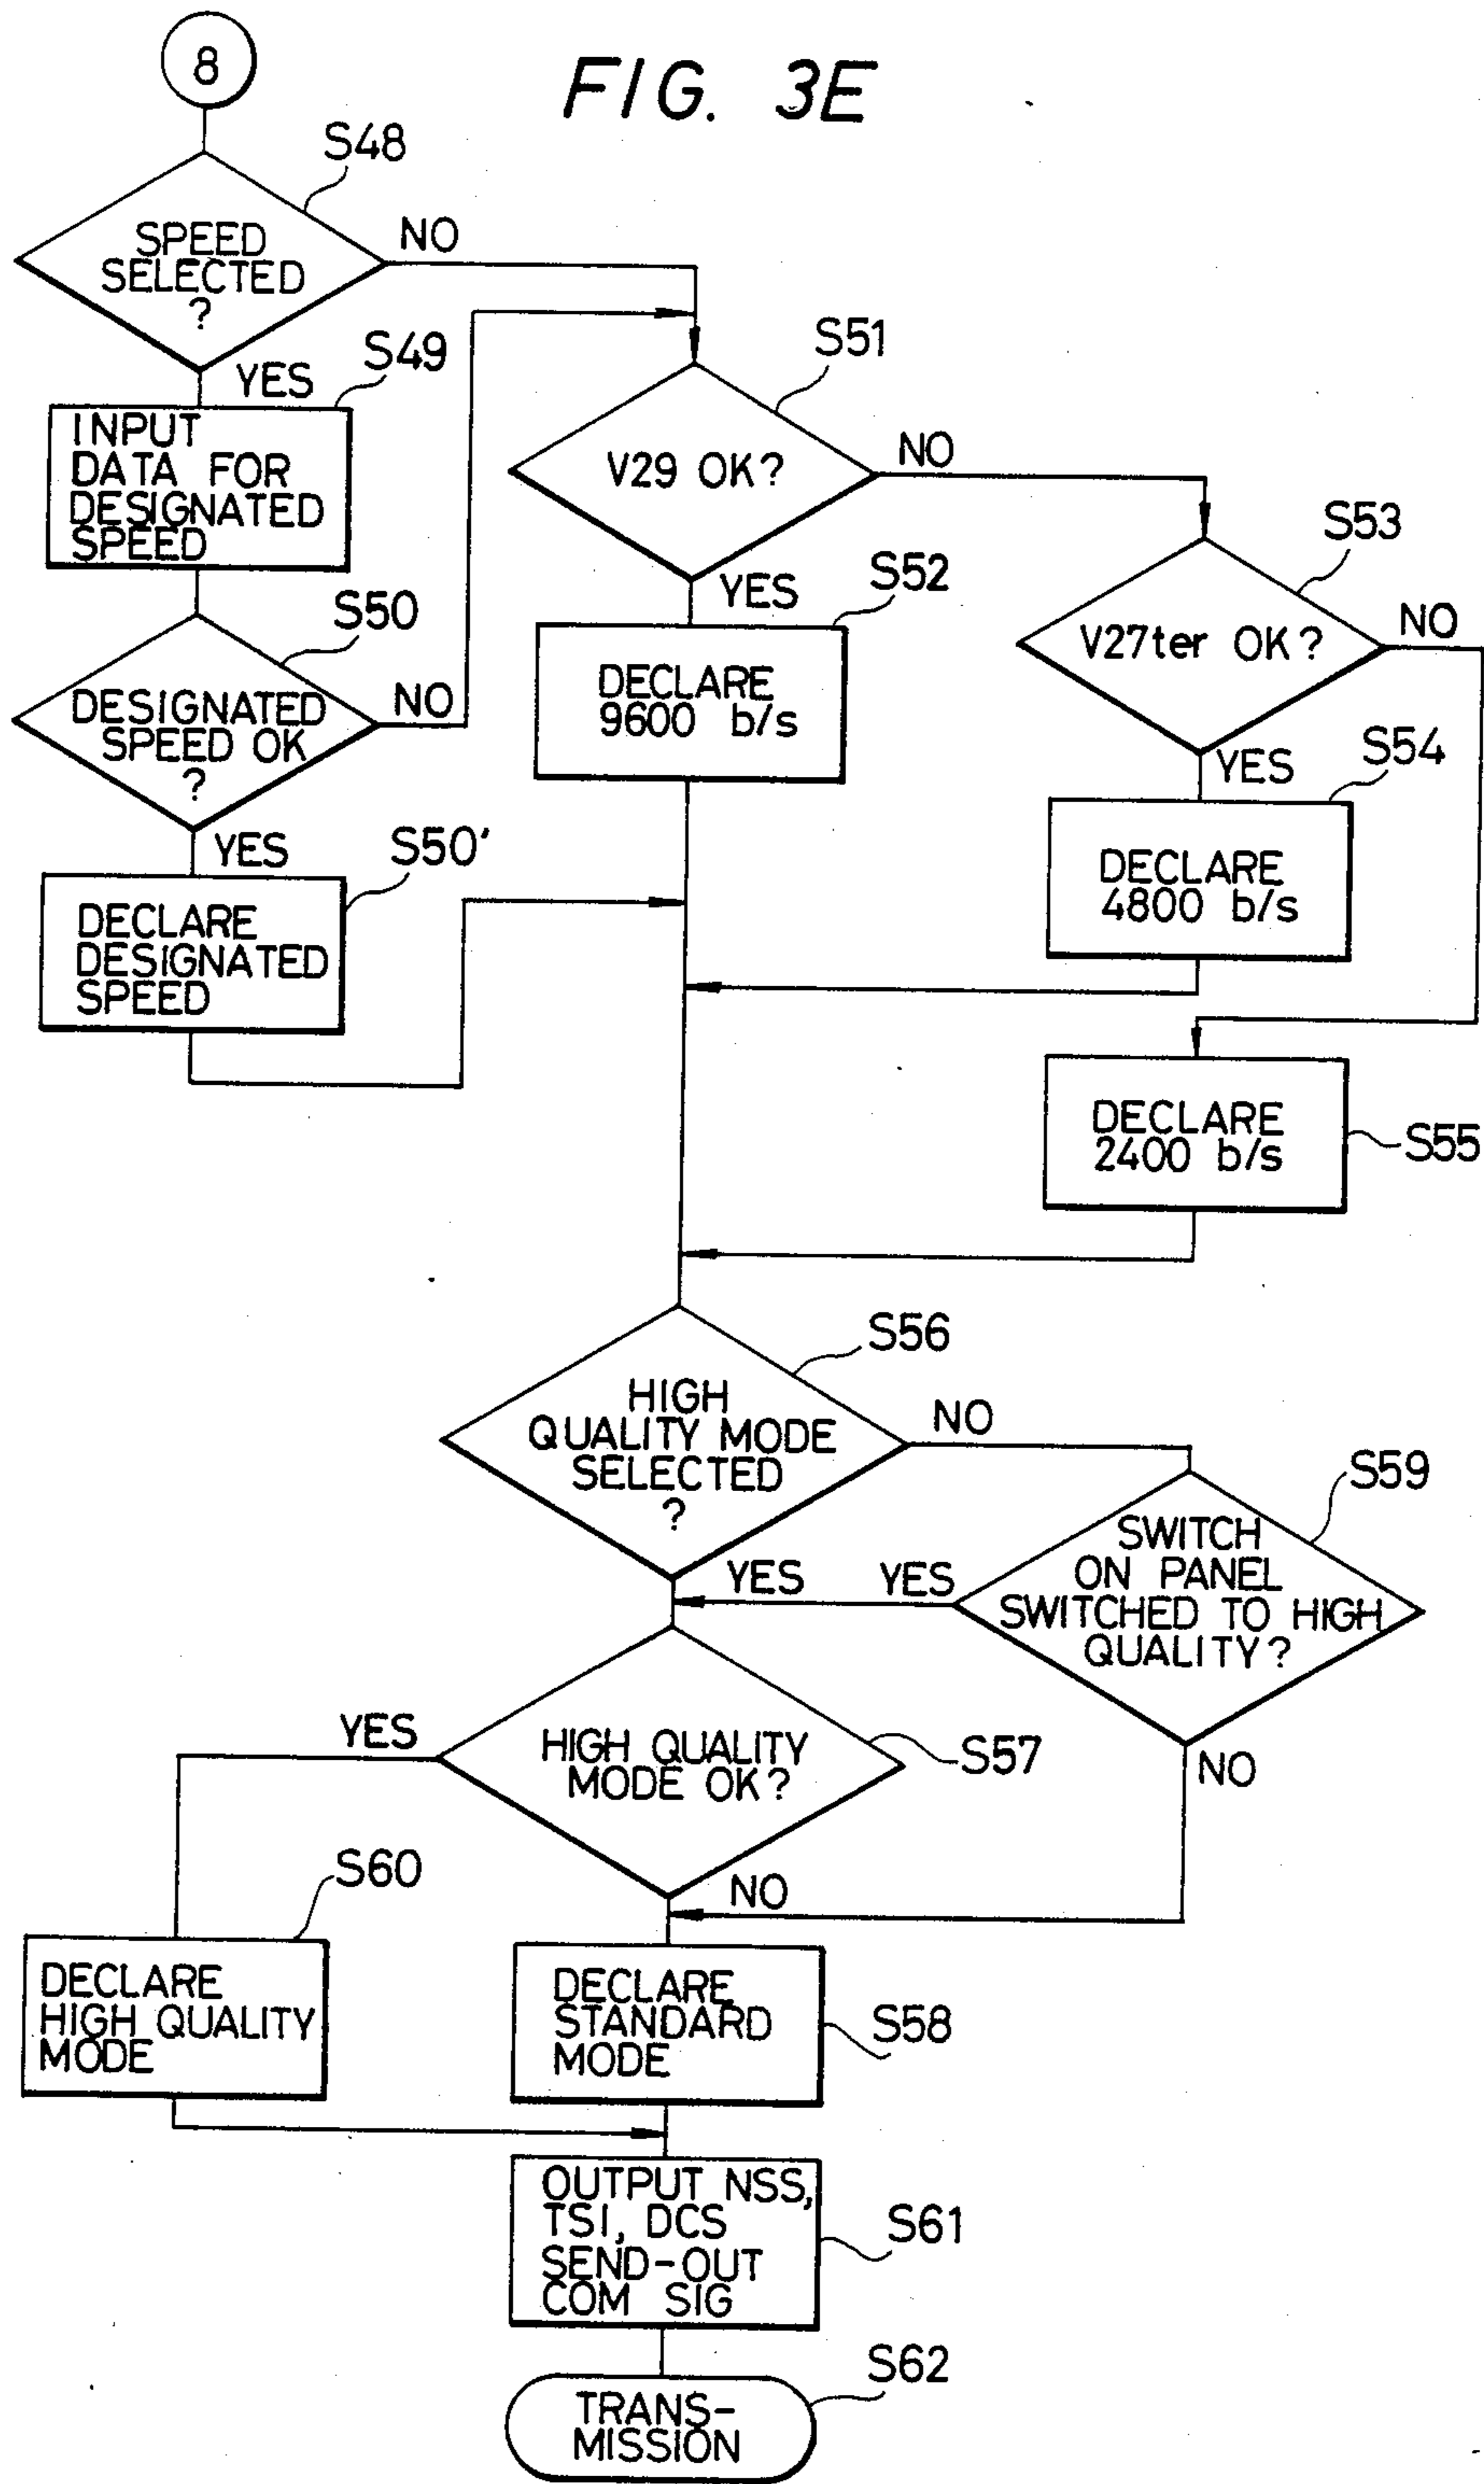 8
FIG. 3E
S48
SPEED
SELECTED
?
NO
YES
S49
INPUT
DATA FOR
DESIGNATED
SPEED
S50
DESIGNATED
SPEED OK
?
NO
YES
S50'
DECLARE
DESIGNATED
SPEED
S51
V29 OK?
NO
YES
S52
DECLARE
9600 b/s
S53
V27ter OK?
NO
YES
S54
DECLARE
4800 b/s
DECLARE
2400 b/s
S55
S56
HIGH
QUALITY MODE
SELECTED
?
NO
YES
S59
SWITCH
ON PANEL
SWITCHED TO HIGH
QUALITY?
YES
NO
HIGH QUALITY
MODE OK?
S57
YES
NO
S60
DECLARE
HIGH QUALITY
MODE
DECLARE
STANDARD
MODE
S58
OUTPUT NSS,
TSI, DCS
SEND-OUT
COM SIG
S61
S62
TRANS-
MISSION